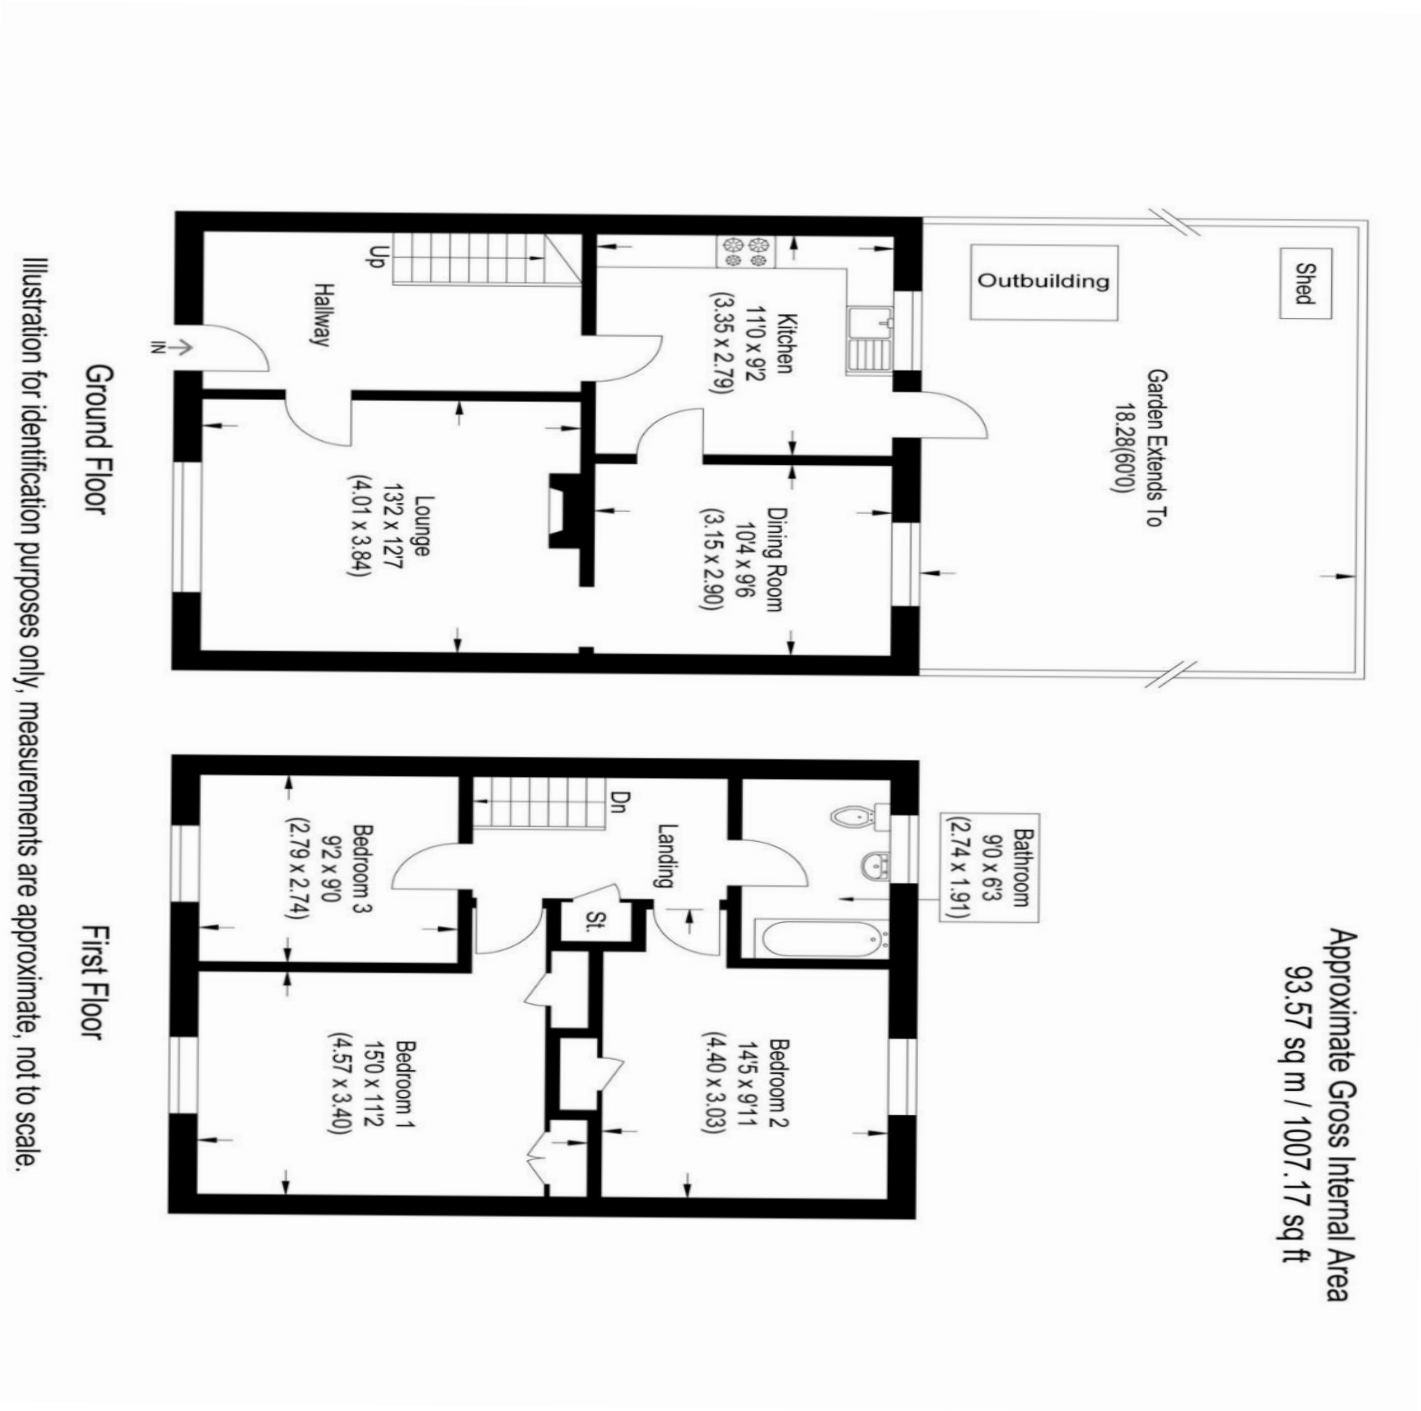 Approximate Gross Internal Area
93.57 sq m / 1007.17 sq ft
Shed
Garden Extends To
18.28(60'0)
Outbuilding
Kitchen
11'0 x 9'2
(3.35 x 2.79)
Dining Room
10'4 x 9'6
(3.15 x 2.90)
Up
Hallway
Lounge
13'2 x 12'7
(4.01 x 3.84)
IN
Ground Floor
Bathroom
9'0 x 6'3
(2.74 x 1.91)
Landing
Dn
St.
Bedroom 2
14'5 x 9'11
(4.40 x 3.03)
Bedroom 3
9'2 x 9'0
(2.79 x 2.74)
Bedroom 1
15'0 x 11'2
(4.57 x 3.40)
First Floor
Illustration for identification purposes only, measurements are approximate, not to scale.